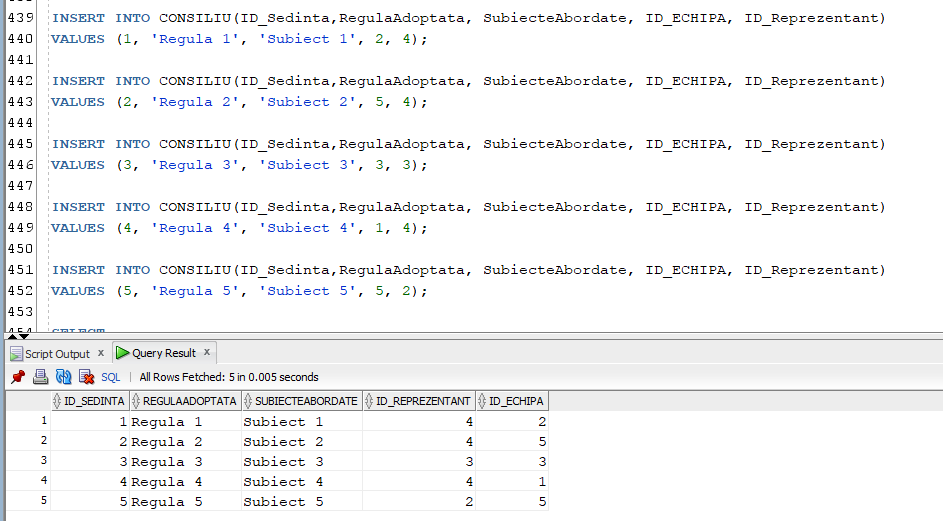 439 INSERT INTO CONSILIU(ID_Sedinta,RegulaAdoptata, SubiecteAbordate, ID_ECHIPA, ID_Reprezentant)
440 VALUES (1, 'Regula 1', 'Subiect 1', 2, 4);
441
442 INSERT INTO CONSILIU(ID_Sedinta,RegulaAdoptata, SubiecteAbordate, ID_ECHIPA, ID_Reprezentant)
443 VALUES (2, 'Regula 2', 'Subiect 2', 5, 4);
444
445 INSERT INTO CONSILIU(ID_Sedinta,RegulaAdoptata, SubiecteAbordate, ID_ECHIPA, ID_Reprezentant)
446 VALUES (3, 'Regula 3', 'Subiect 3', 3, 3);
447
448 INSERT INTO CONSILIU(ID_Sedinta,RegulaAdoptata, SubiecteAbordate, ID_ECHIPA, ID_Reprezentant)
449 VALUES (4, 'Regula 4', 'Subiect 4', 1, 4);
450
451 INSERT INTO CONSILIU(ID_Sedinta,RegulaAdoptata, SubiecteAbordate, ID_ECHIPA, ID_Reprezentant)
452 VALUES (5, 'Regula 5', 'Subiect 5', 5, 2);
453
454 SELECT
Script Output x Query Result x
SQL | All Rows Fetched: 5 in 0.005 seconds
ID_SEDINTA REGULAADOPTATA SUBIECTEABORDATE ID_REPREZENTANT ID_ECHIPA
1 1 Regula 1 Subiect 1 4 2
2 2 Regula 2 Subiect 2 4 5
3 3 Regula 3 Subiect 3 3 3
4 4 Regula 4 Subiect 4 4 1
5 5 Regula 5 Subiect 5 2 5